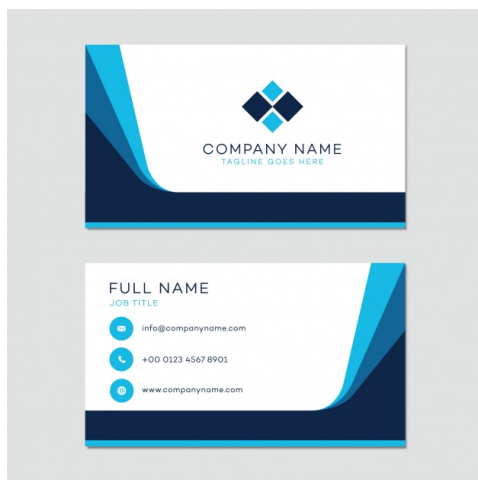 COMPANY NAME
TAGLINE GOES HERE
FULL NAME
JOB TITLE
info@companyname.com
+00 0123 4567 8901
www.companyname.com